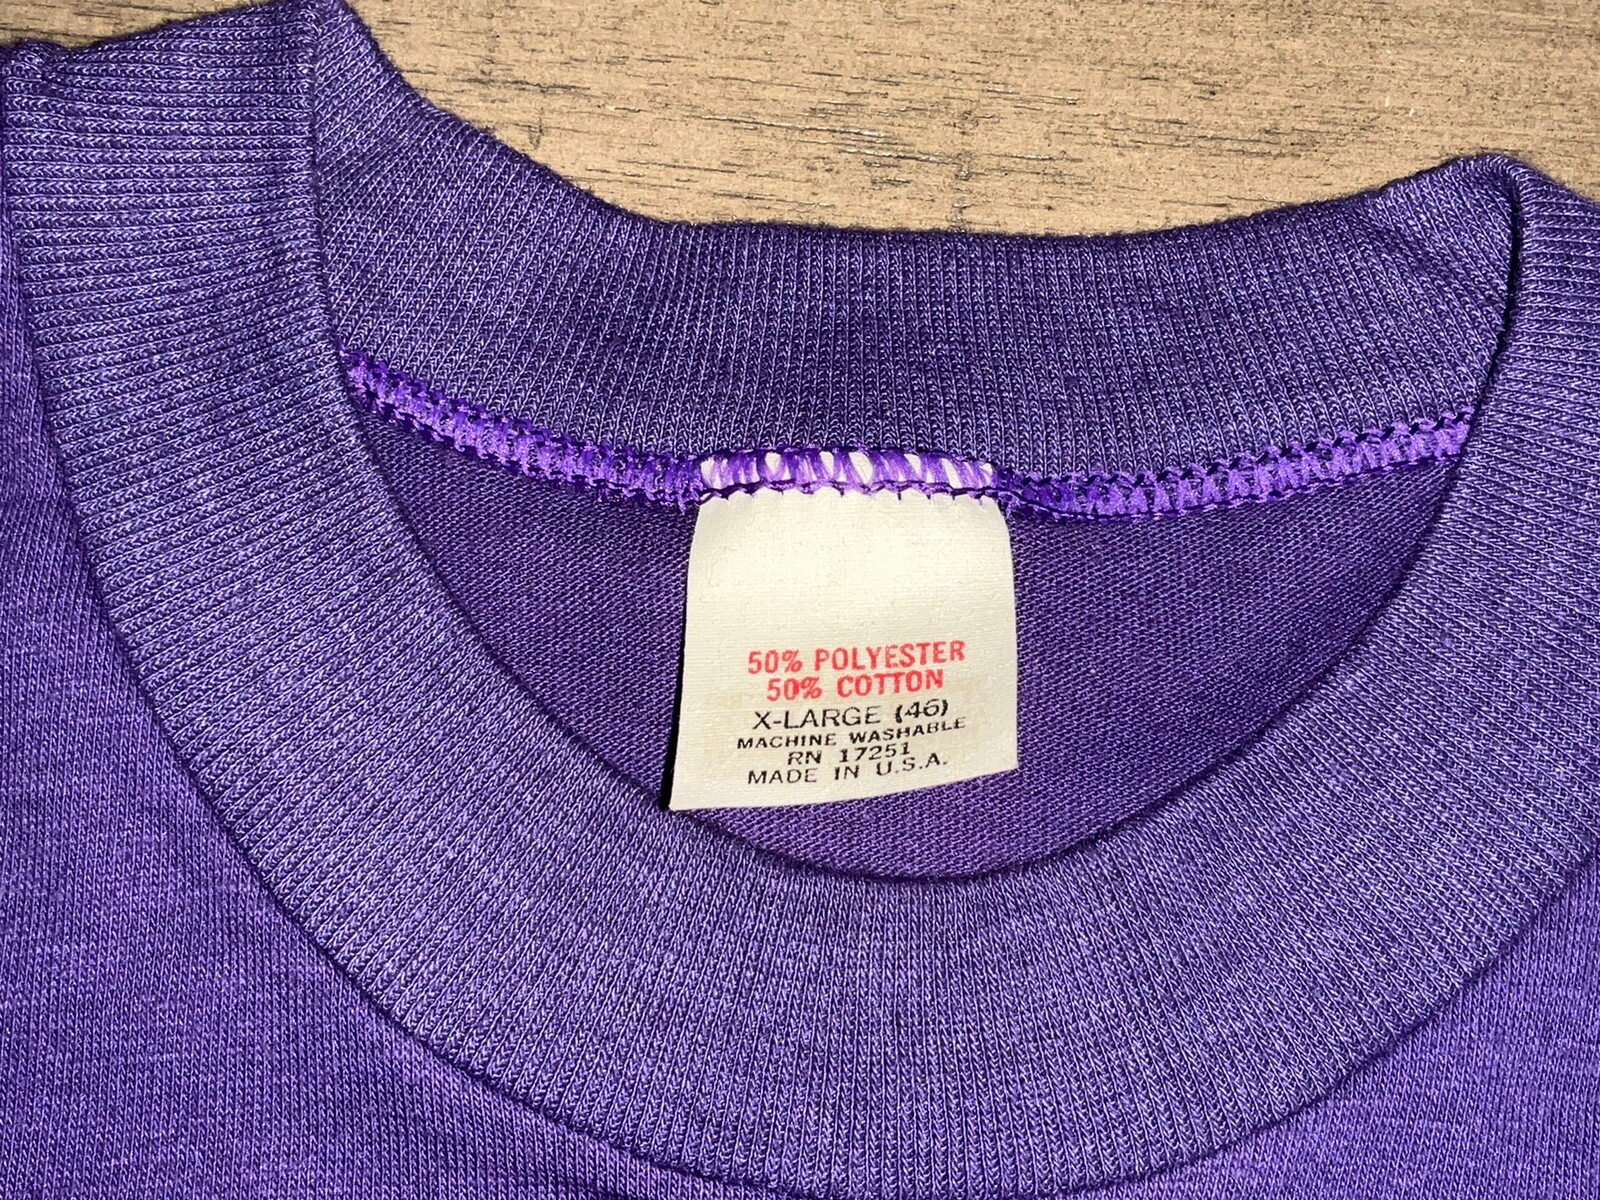 50% POLYESTER
50% COTTON
X-LARGE (46)
MACHINE WASHABLE
RN 17251
MADE IN U.S.A.